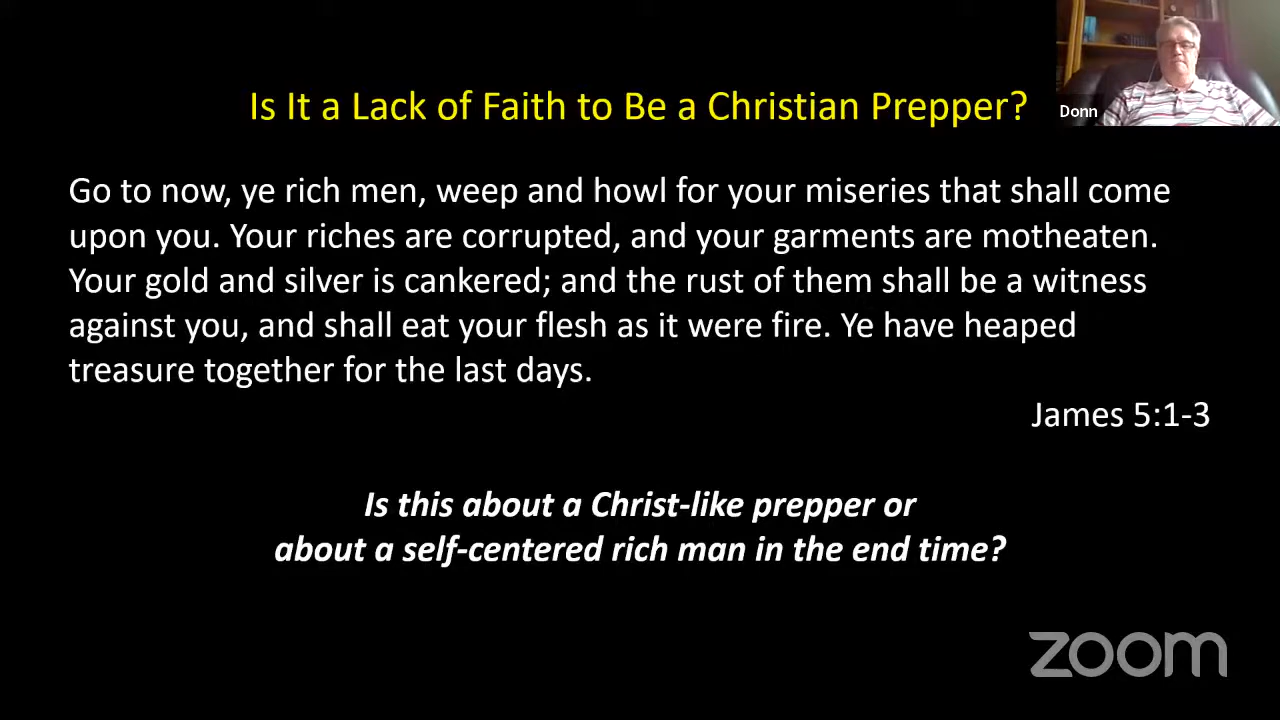 Donn
Is It a Lack of Faith to Be a Christian Prepper?
Go to now, ye rich men, weep and howl for your miseries that shall come
upon you. Your riches are corrupted, and your garments are motheaten.
Your gold and silver is cankered; and the rust of them shall be a witness
against you, and shall eat your flesh as it were fire. Ye have heaped
treasure together for the last days.
James 5:1-3
Is this about a Christ-like prepper or
about a self-centered rich man in the end time?
zoom